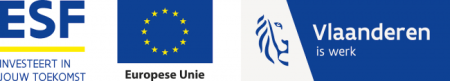 ESF
INVESTEERT IN
JOUW TOEKOMST
Europese Unie
Vlaanderen
is werk